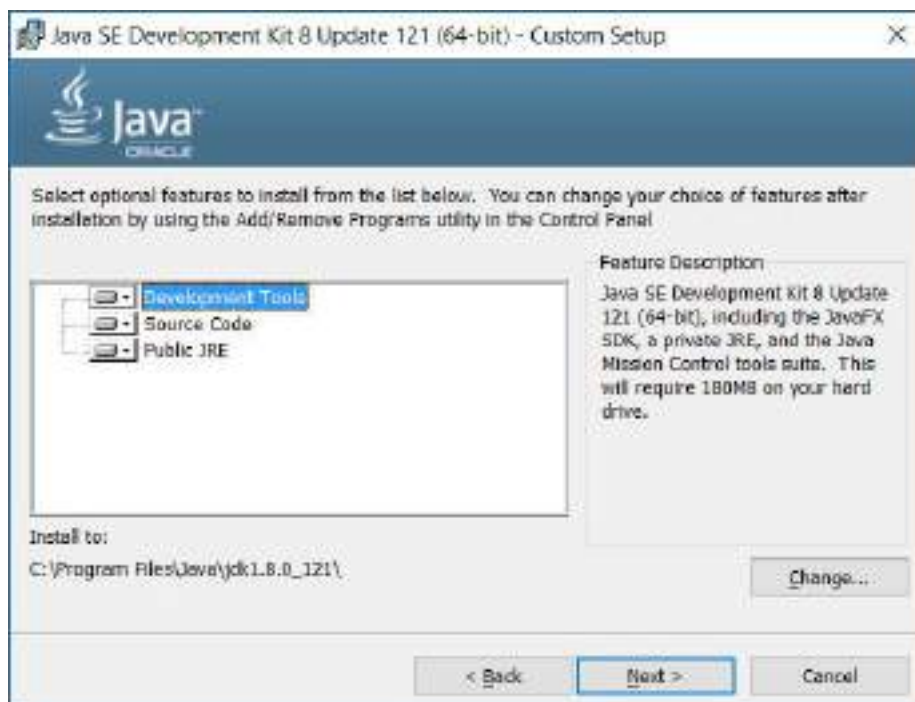 Java SE Development Kit 8 Update 121 (64-bit) - Custom Setup
Java™
ORACLE
Select optional features to install from the list below. You can change your choice of features after
installation by using the Add/Remove Programs utility in the Control Panel
Development Tools
Source Code
Public JRE
Feature Description
Java SE Development Kit 8 Update
121 (64-bit), including the JavaFX
SDK, a private JRE, and the Java
Mission Control tools suite. This
will require 180MB on your hard
drive.
Install to:
C:\Program Files\Java\jdk1.8.0_121\
Change...
< Back
Next >
Cancel